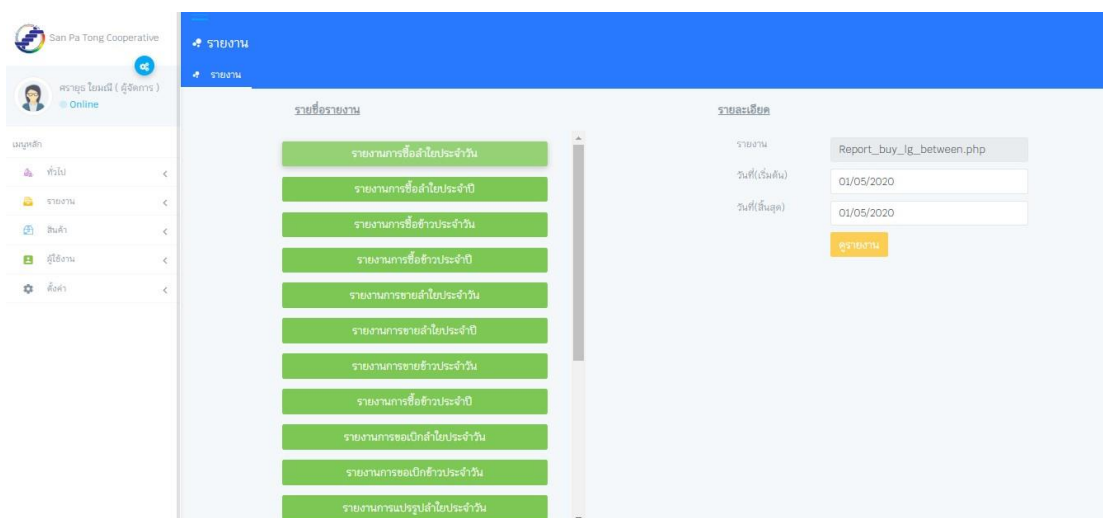 San Pa Tong Cooperative
ศรายุธ ใยมณี ( ผู้จัดการ )
Online
เมนูหลัก
ทั่วไป
รายงาน
สินค้า
ผู้ใช้งาน
ตั้งค่า
รายงาน
รายงาน
รายชื่อรายงาน
รายงานการซื้อลำใยประจำวัน
รายงานการซื้อลำใยประจำปี
รายงานการซื้อข้าวประจำวัน
รายงานการซื้อข้าวประจำปี
รายงานการขายลำใยประจำวัน
รายงานการขายลำใยประจำปี
รายงานการขายข้าวประจำวัน
รายงานการซื้อข้าวประจำปี
รายงานการขอเบิกลำใยประจำวัน
รายงานการขอเบิกข้าวประจำวัน
รายงานการแปรรูปลำใยประจำวัน
รายละเอียด
รายงาน
Report_buy_lg_between.php
วันที่(เริ่มต้น)
01/05/2020
วันที่(สิ้นสุด)
01/05/2020
ดูรายงาน